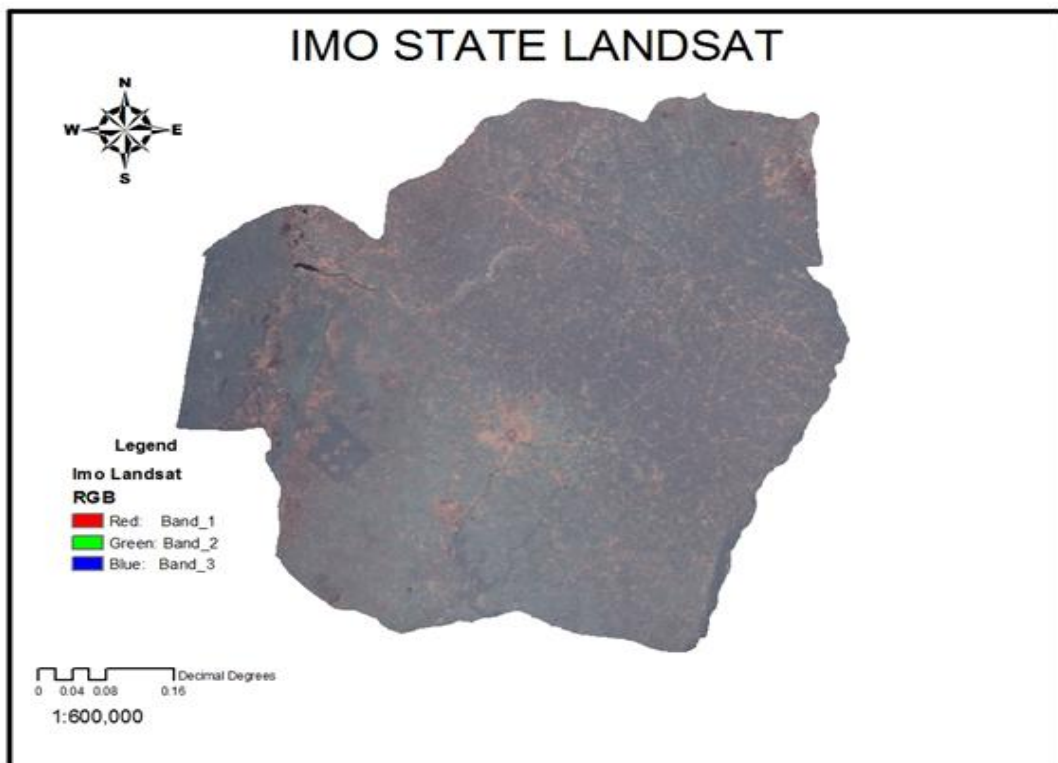 IMO STATE LANDSAT
N
W E
S
Legend
Imo Landsat
RGB
Red: Band_1
Green: Band_2
Blue: Band_3
Decimal Degrees
0 0.04 0.08 0.16
1:600,000